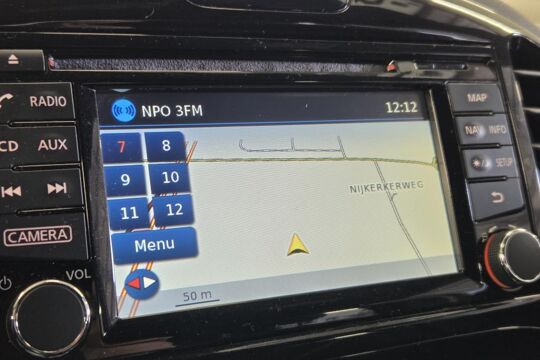 RADIO
CD AUX
CAMERA
VOL
NPO 3FM 12:12
7 8
9 10
11 12
Menu
NIJKERKERWEG
50 m
MAP
NAV INFO
SETUP